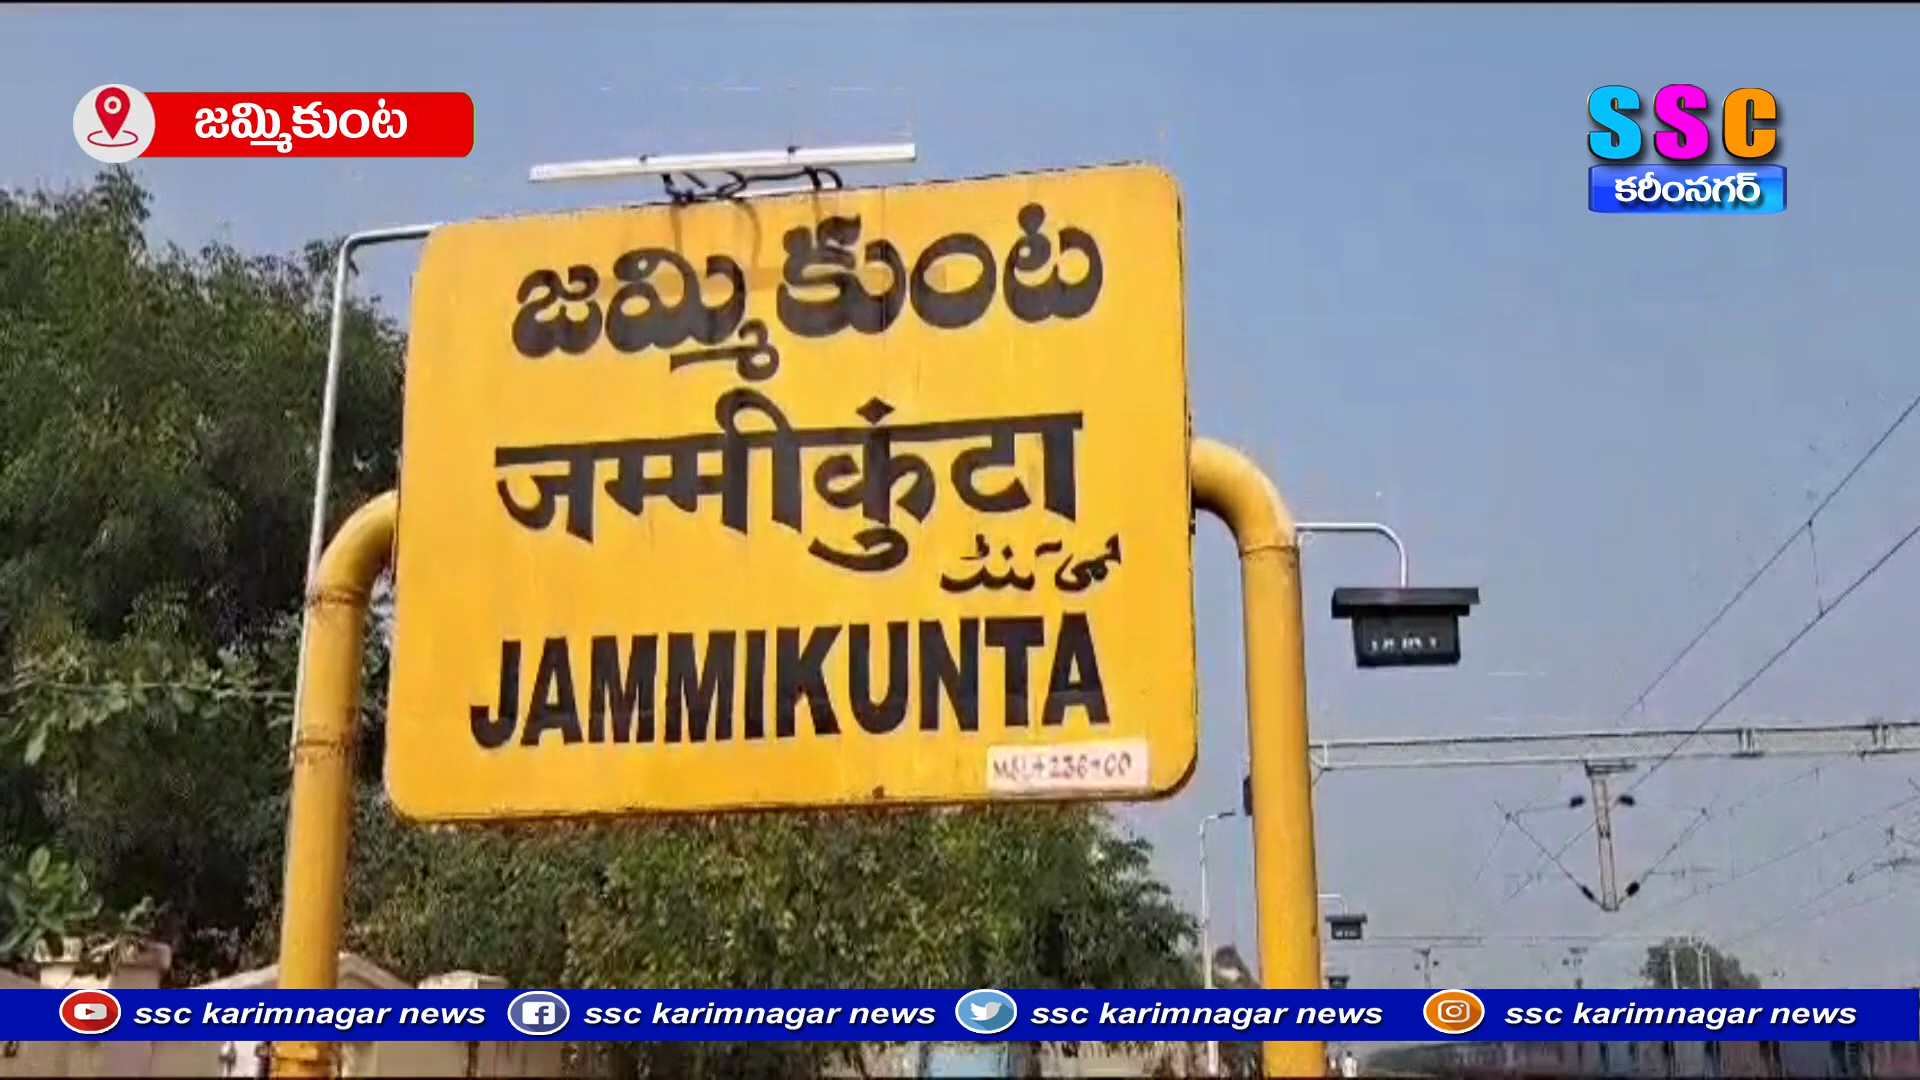 జమ్మికుంట
SSC
కరీంనగర్
జమ్మికుంట
जम्मीकुंटा
JAMMIKUNTA
ssc karimnagar news ssc karimnagar news ssc karimnagar news ssc karimnagar news